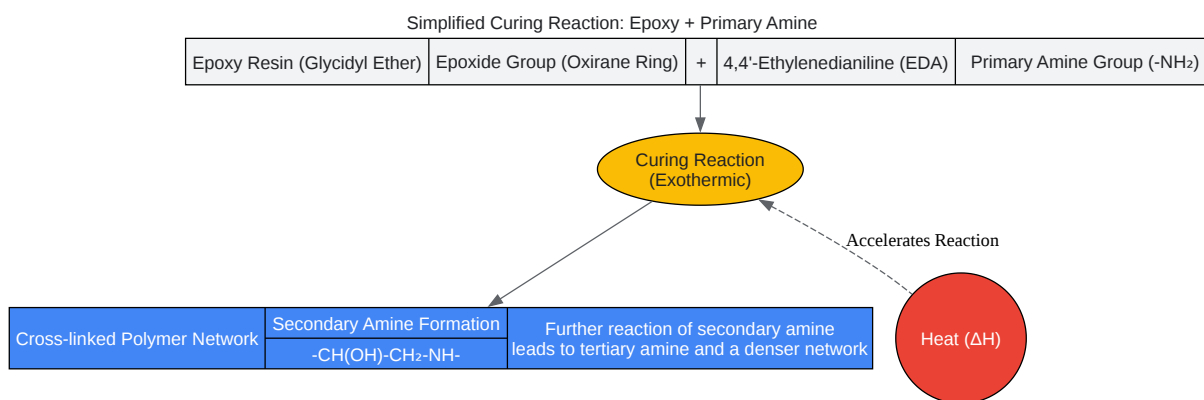 Simplified Curing Reaction: Epoxy + Primary Amine
Epoxy Resin (Glycidyl Ether)
Epoxide Group (Oxirane Ring)
+
4,4'-Ethylenedianiline (EDA)
Primary Amine Group (-NH₂)
Curing Reaction
(Exothermic)
Accelerates Reaction
Cross-linked Polymer Network
Secondary Amine Formation
-CH(OH)-CH₂-NH-
Further reaction of secondary amine
leads to tertiary amine and a denser network
Heat (ΔH)